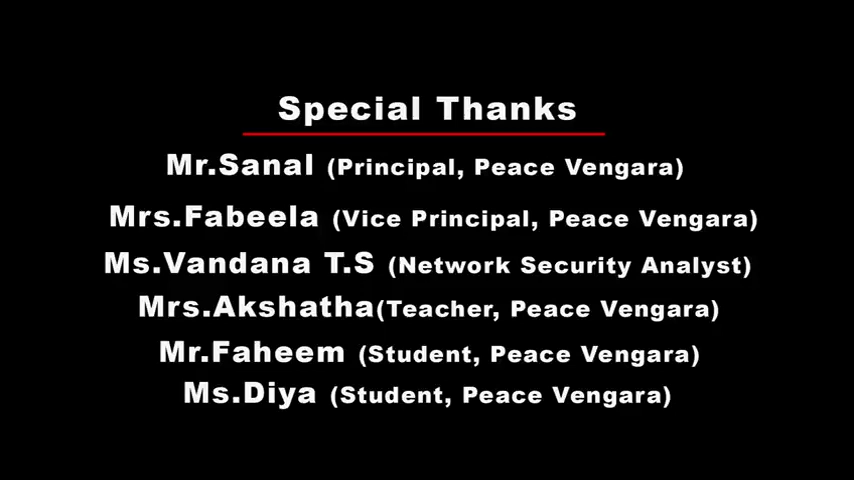 Special Thanks
Mr.Sanal (Principal, Peace Vengara)
Mrs.Fabeela (Vice Principal, Peace Vengara)
Ms.Vandana T.S (Network Security Analyst)
Mrs.Akshatha(Teacher, Peace Vengara)
Mr.Faheem (Student, Peace Vengara)
Ms.Diya (Student, Peace Vengara)